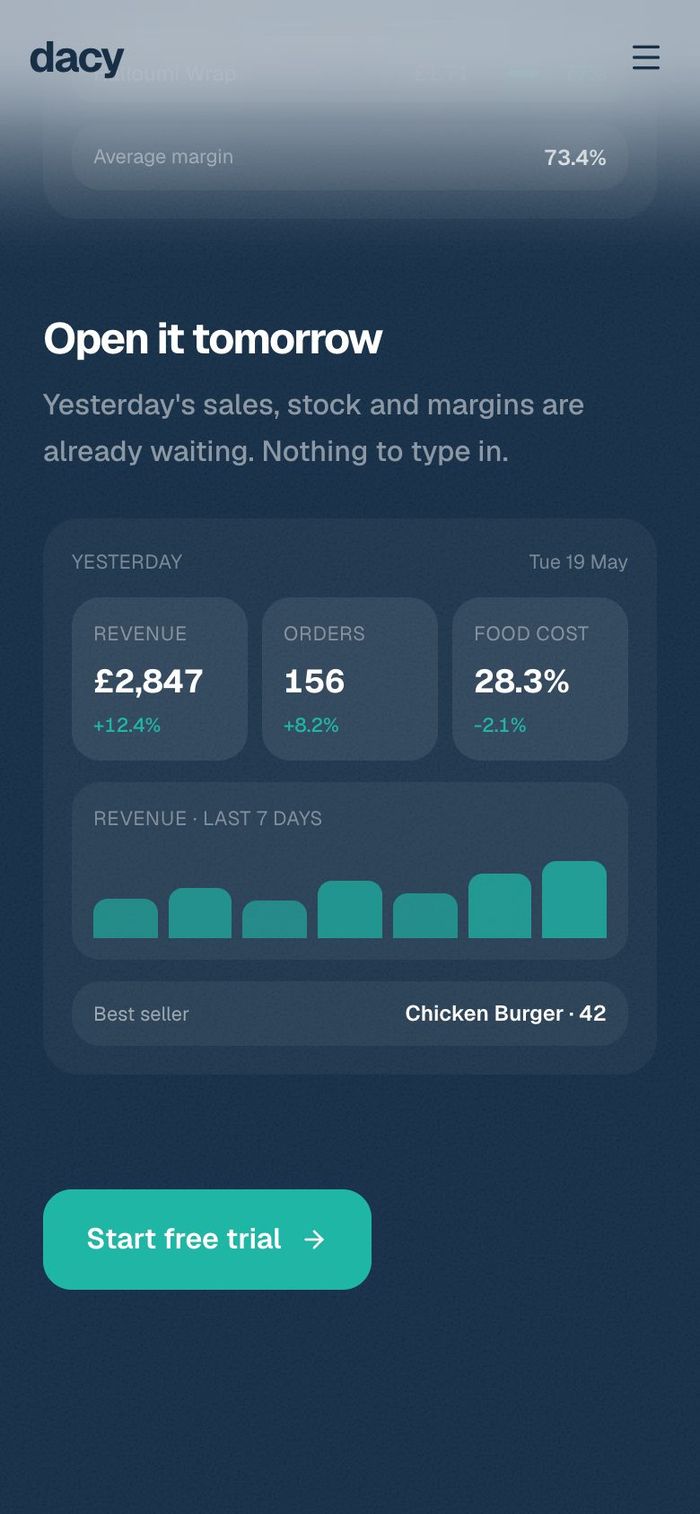 dacy
Wrap
Average margin 73.4%
Open it tomorrow
Yesterday's sales, stock and margins are
already waiting. Nothing to type in.
YESTERDAY Tue 19 May
REVENUE ORDERS FOOD COST
£2,847 156 28.3%
+12.4% +8.2% -2.1%
REVENUE · LAST 7 DAYS
Best seller Chicken Burger · 42
Start free trial →